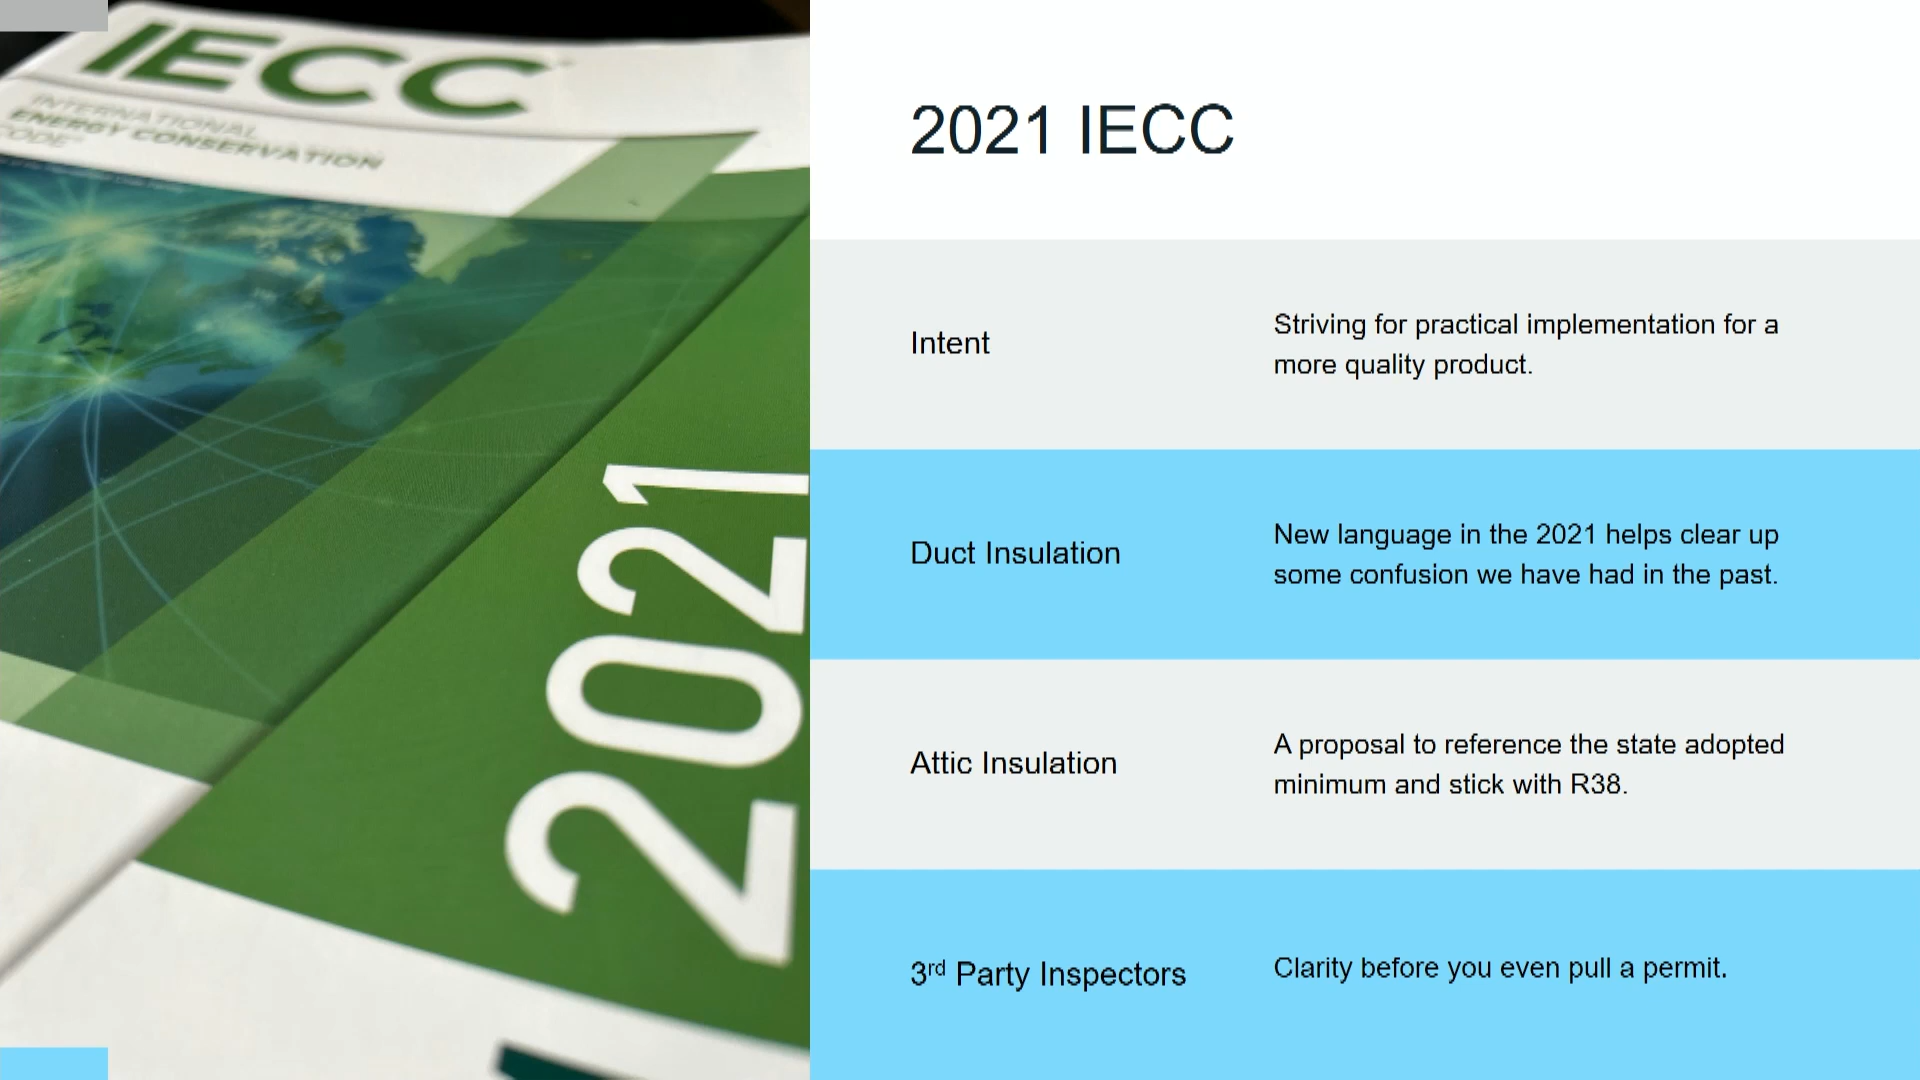 IECC
INTERNATIONAL
ENERGY CONSERVATION
CODE
2021
2021 IECC
Intent
Striving for practical implementation for a
more quality product.
Duct Insulation
New language in the 2021 helps clear up
some confusion we have had in the past.
Attic Insulation
A proposal to reference the state adopted
minimum and stick with R38.
3rd Party Inspectors
Clarity before you even pull a permit.